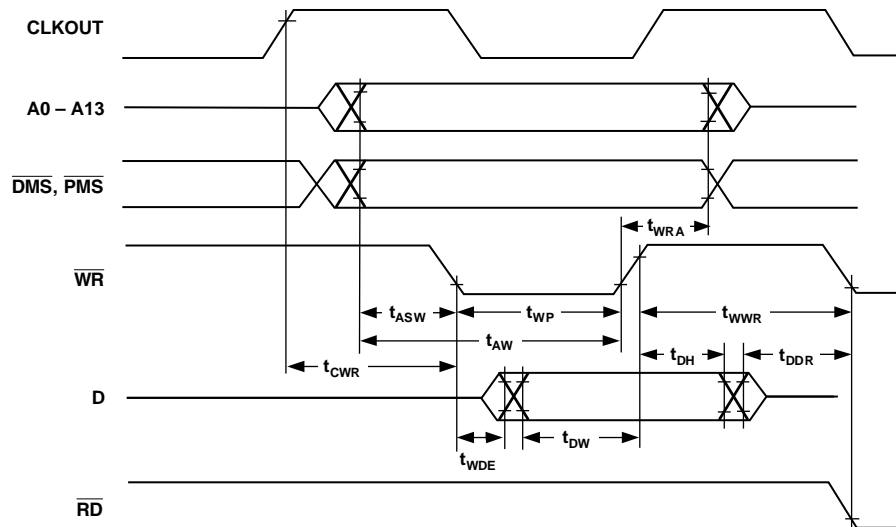 CLKOUT
A0 – A13
DMS, PMS
tWRA
WR
tASW
tWP
tWWR
tAW
tDH
tDDR
tCWR
D
tWDE
tDW
RD